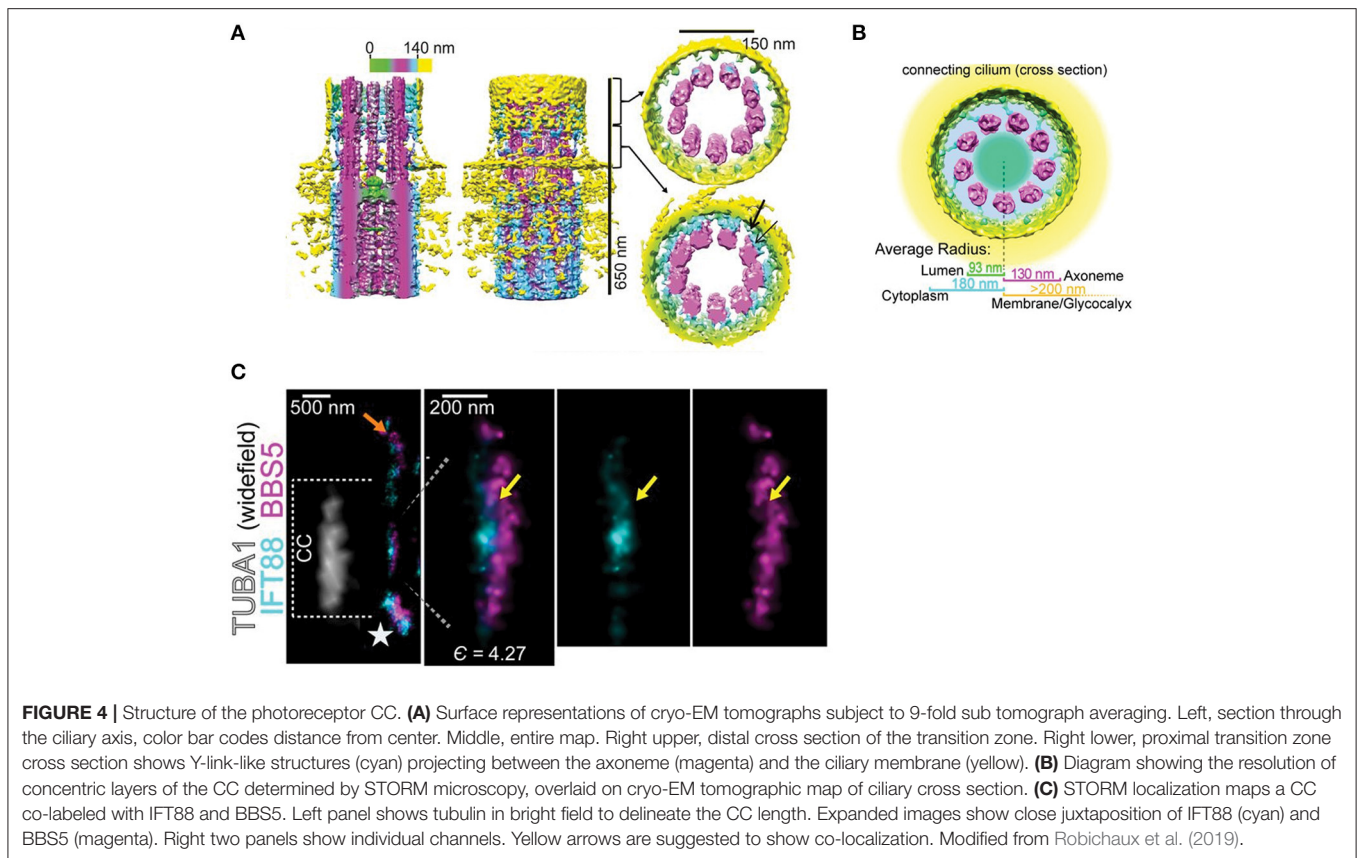 A
0
140 nm
150 nm
650 nm
B
connecting cilium (cross section)
Average Radius:
Lumen 93 nm 130 nm Axoneme
Cytoplasm 180 nm >200 nm
Membrane/Glycocalyx
C
TUBA1 (widefield)
IFT88 BBS5
500 nm
CC
200 nm
Є = 4.27
FIGURE 4 | Structure of the photoreceptor CC. (A) Surface representations of cryo-EM tomographs subject to 9-fold sub tomograph averaging. Left, section through
the ciliary axis, color bar codes distance from center. Middle, entire map. Right upper, distal cross section of the transition zone. Right lower, proximal transition zone
cross section shows Y-link-like structures (cyan) projecting between the axoneme (magenta) and the ciliary membrane (yellow). (B) Diagram showing the resolution of
concentric layers of the CC determined by STORM microscopy, overlaid on cryo-EM tomographic map of ciliary cross section. (C) STORM localization maps a CC
co-labeled with IFT88 and BBS5. Left panel shows tubulin in bright field to delineate the CC length. Expanded images show close juxtaposition of IFT88 (cyan) and
BBS5 (magenta). Right two panels show individual channels. Yellow arrows are suggested to show co-localization. Modified from Robichaux et al. (2019).